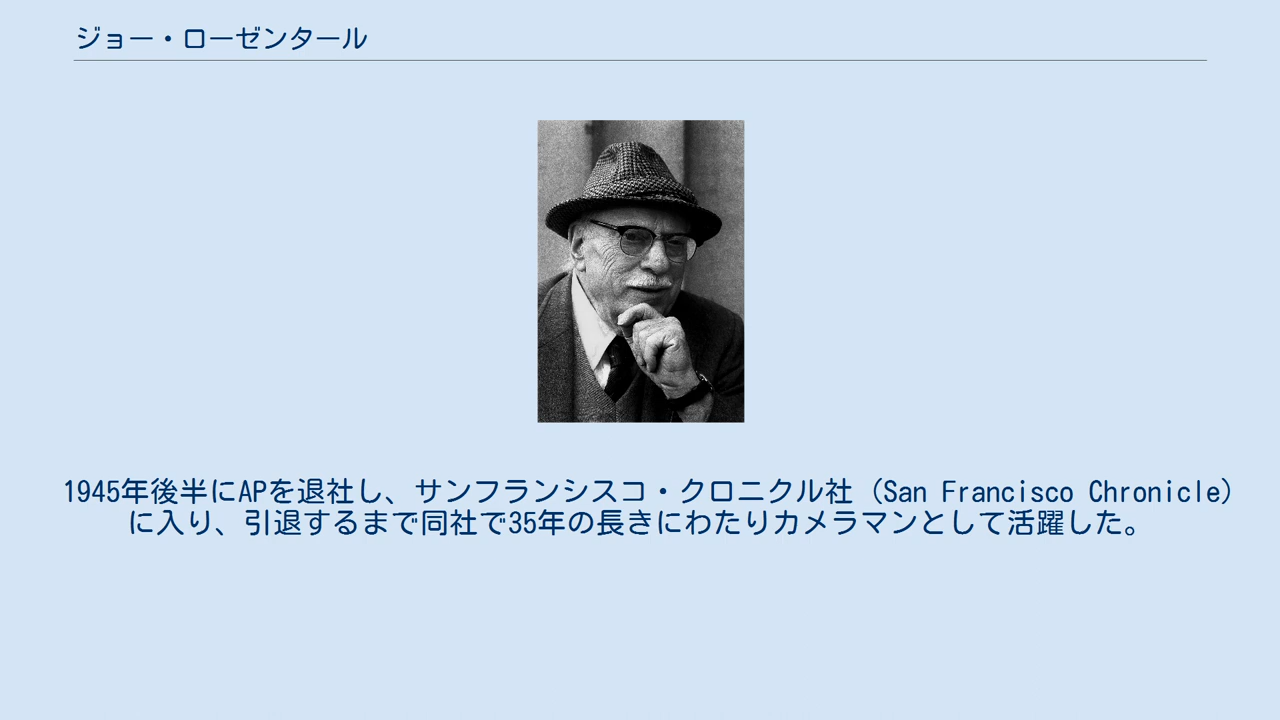 ジョー・ローゼンタール
1945年後半にAPを退社し、サンフランシスコ・クロニクル社（San Francisco Chronicle）
に入り、引退するまで同社で35年の長きにわたりカメラマンとして活躍した。